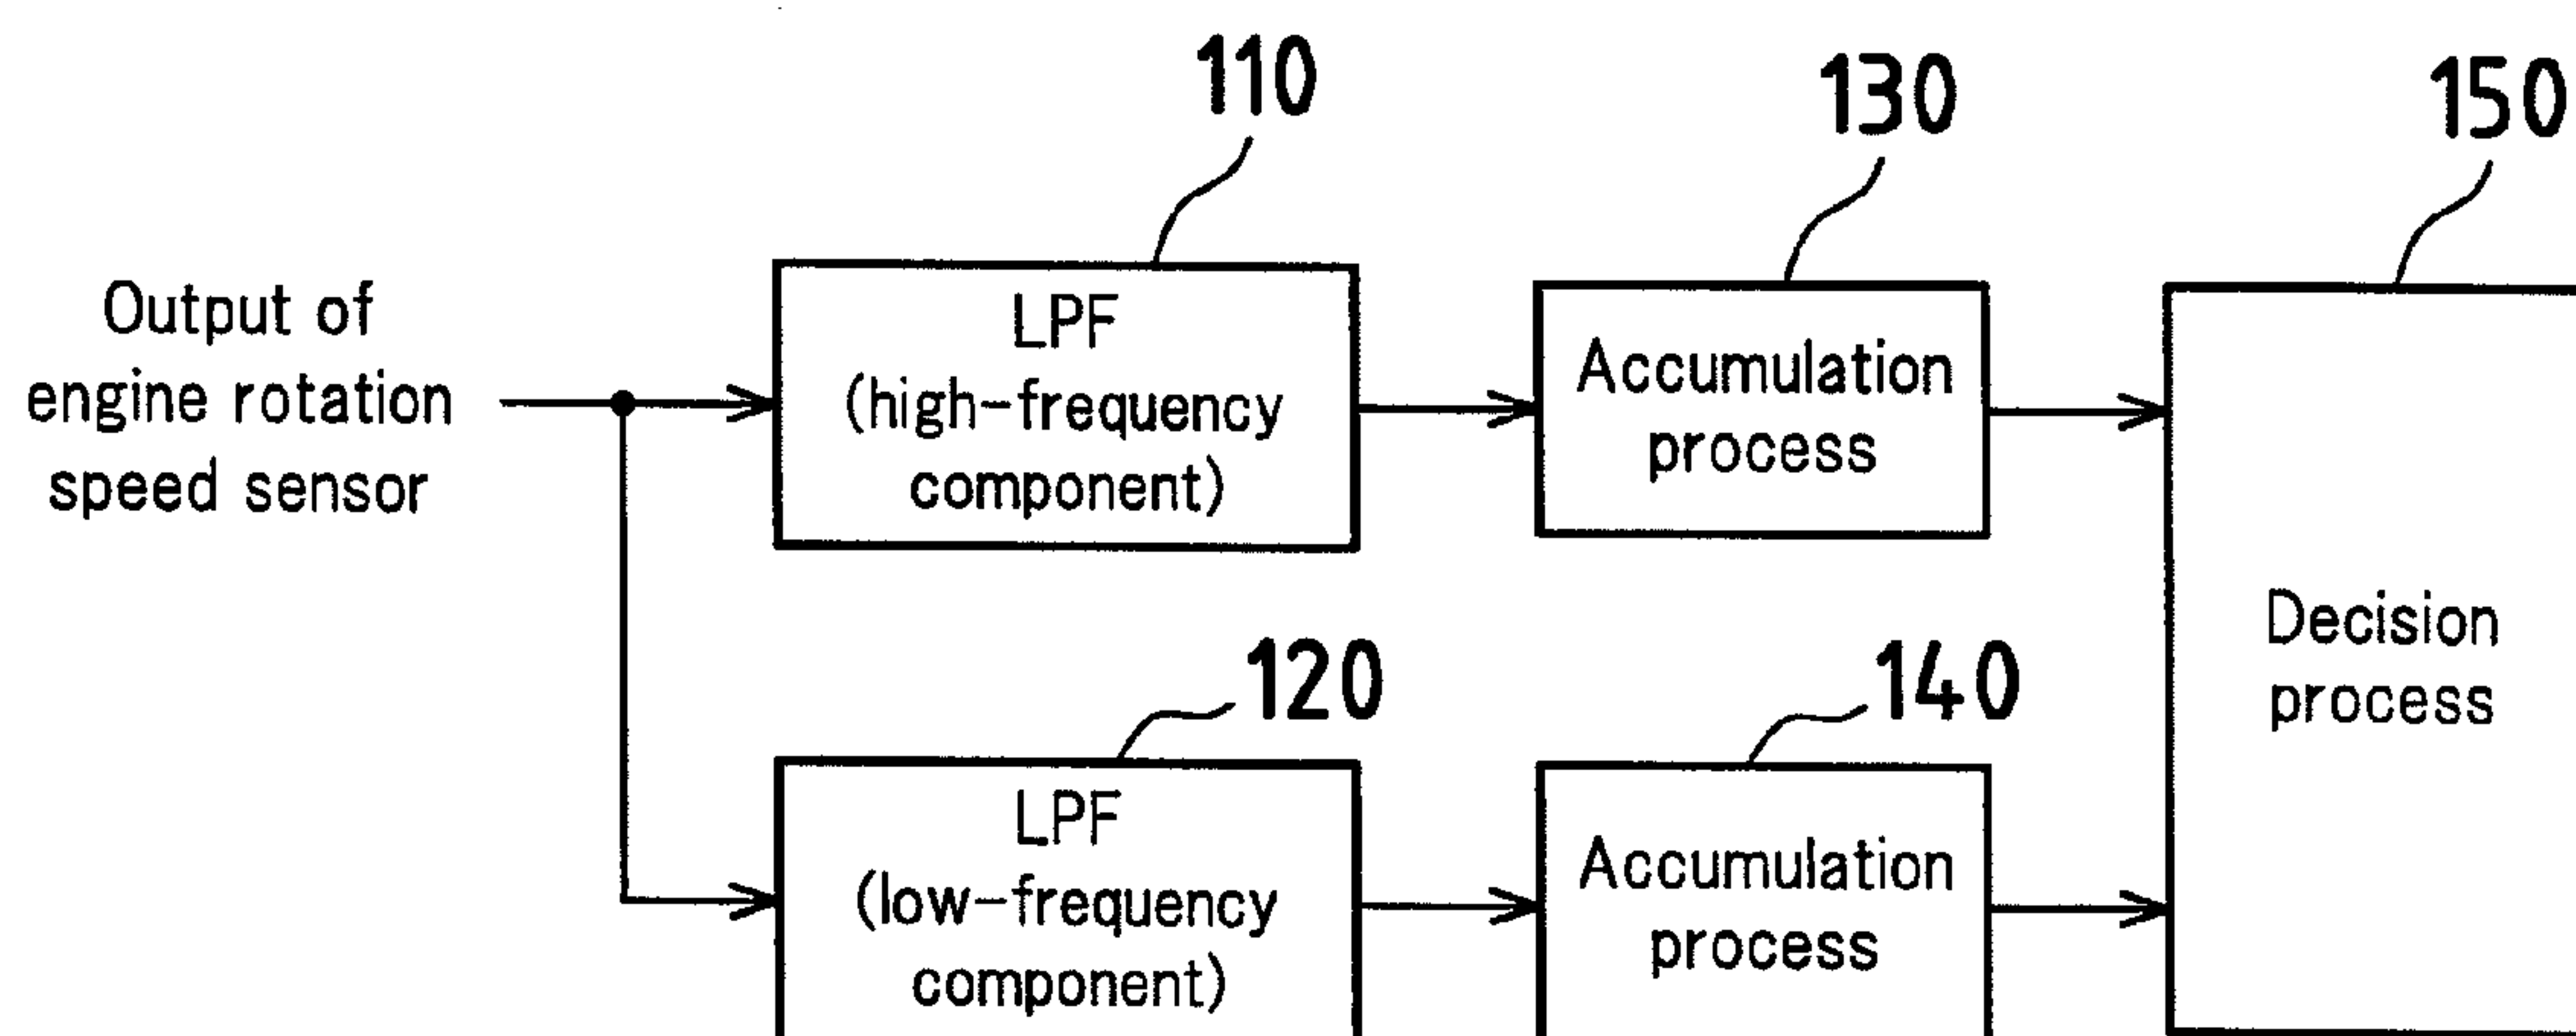 110
130
150
Output of
engine rotation
speed sensor
LPF
(high-frequency
component)
Accumulation
process
Decision
process
120
140
LPF
(low-frequency
component)
Accumulation
process